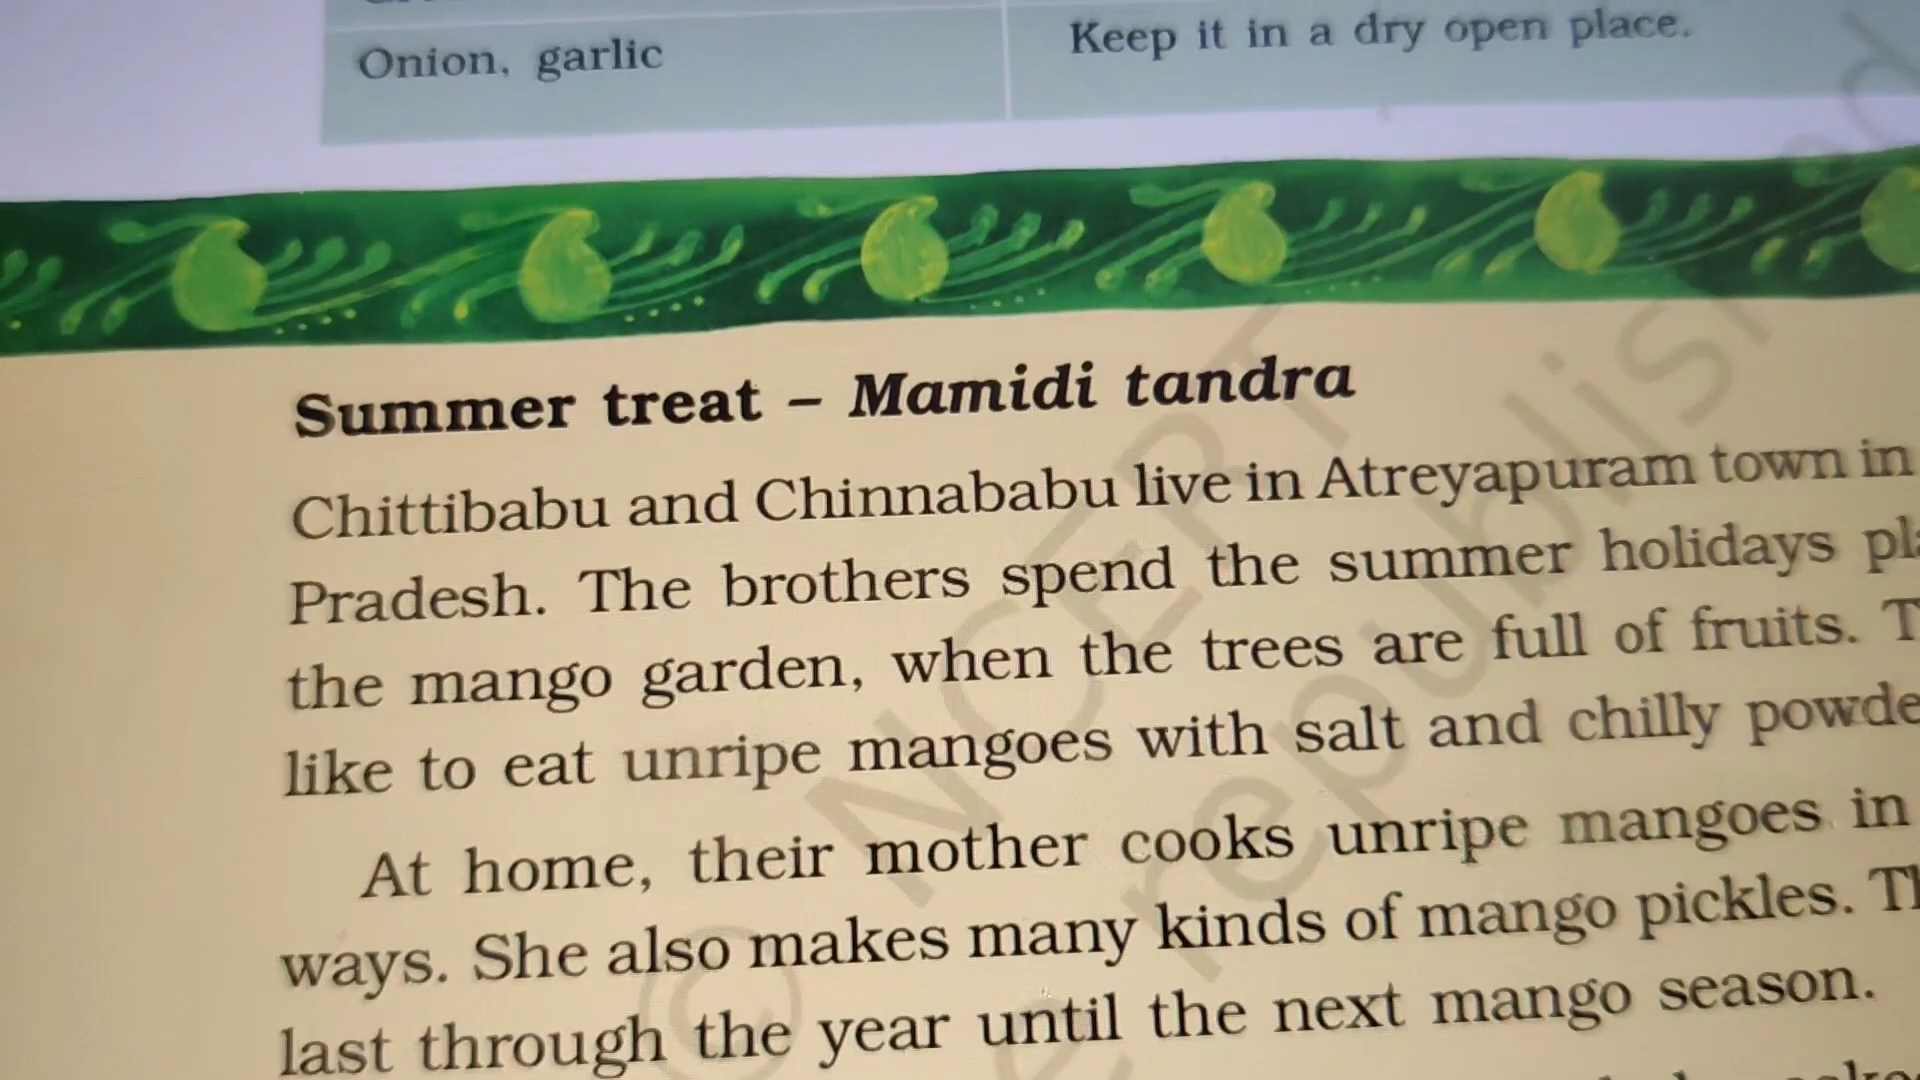 Onion, garlic
Keep it in a dry open place.
Summer treat – Mamidi tandra
Chittibabu and Chinnababu live in Atreyapuram town in
Pradesh. The brothers spend the summer holidays
the mango garden, when the trees are full of fruits.
like to eat unripe mangoes with salt and chilly
At home, their mother cooks unripe mangoes in
ways. She also makes many kinds of mango pickles.
last through the year until the next mango season.
© NCERT
republished